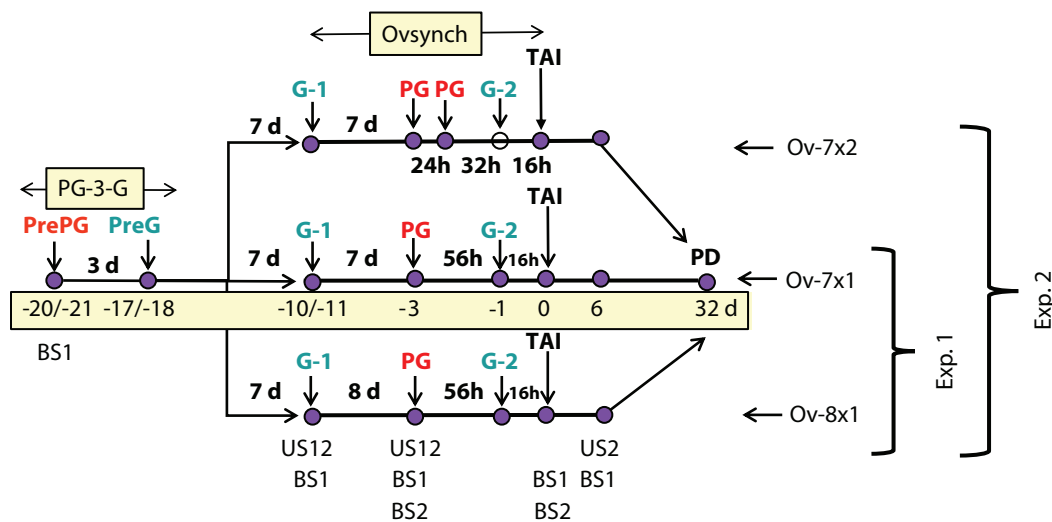 Ovsynch
TAI
G-1 PG PG G-2
7 d 7 d
24h 32h 16h
Ov-7x2
PG-3-G
TAI
PrePG PreG
G-1 PG G-2
3 d 7 d 7 d 56h 16h
PD
Ov-7x1
-20/-21 -17/-18 -10/-11 -3 -1 0 6 32 d
BS1
TAI
G-1 PG G-2
7 d 8 d 56h 16h
Ov-8x1
US12 US12 US2
BS1 BS1 BS1 BS1
BS2 BS2
Exp. 1
Exp. 2